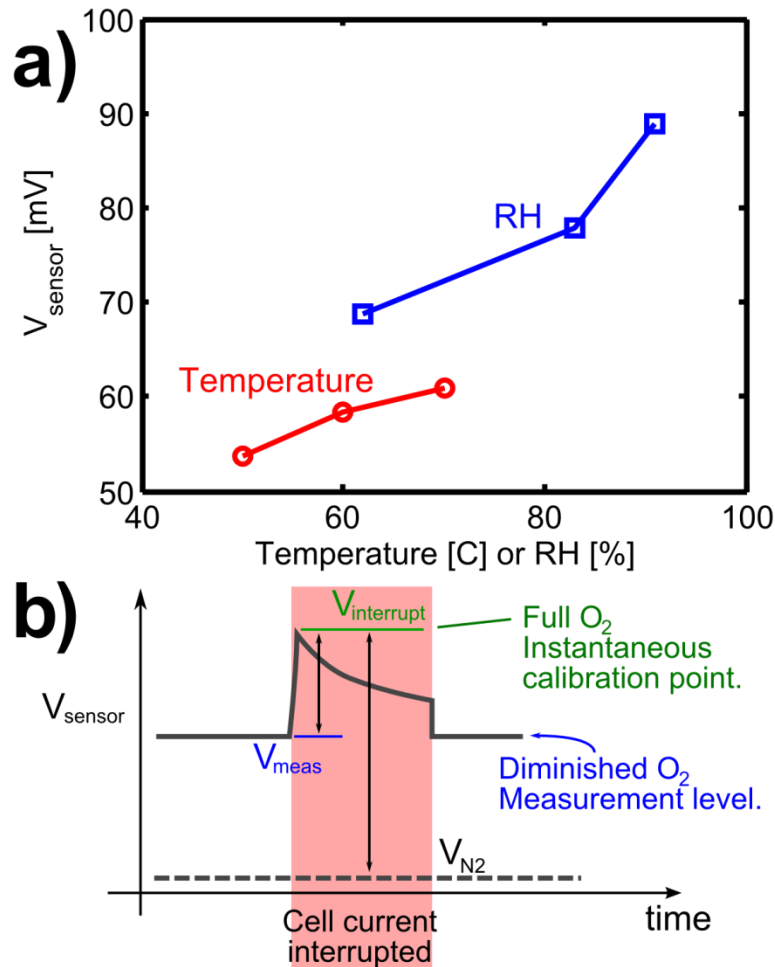 a)
100
90
80
70
60
50
V_sensor [mV]
RH
Temperature
40
60
80
100
Temperature [C] or RH [%]
b)
V_interrupt
Full O₂
Instantaneous
calibration point.
V_sensor
V_meas
Diminished O₂
Measurement level.
V_N2
time
Cell current
interrupted